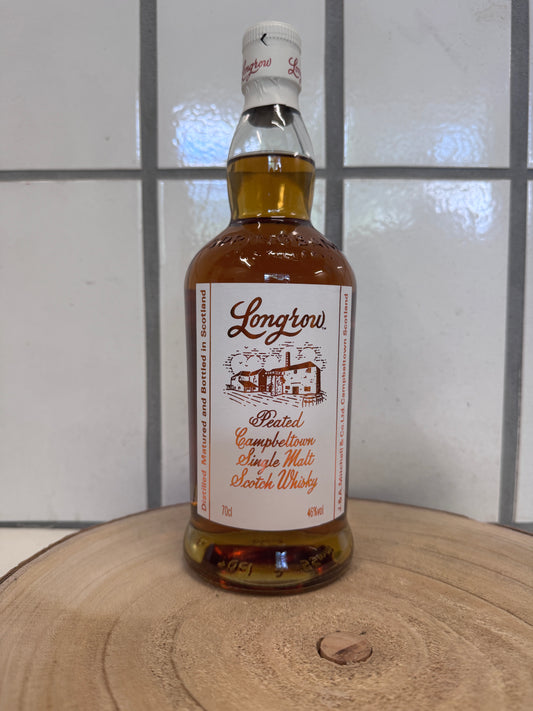 Longrow
Longrow
Peated
Campbeltown
Single Malt
Scotch Whisky
70cl
46%vol
Distilled Matured and Bottled in Scotland
J.&A. Mitchell & Co.Ltd. Campbeltown Scotland